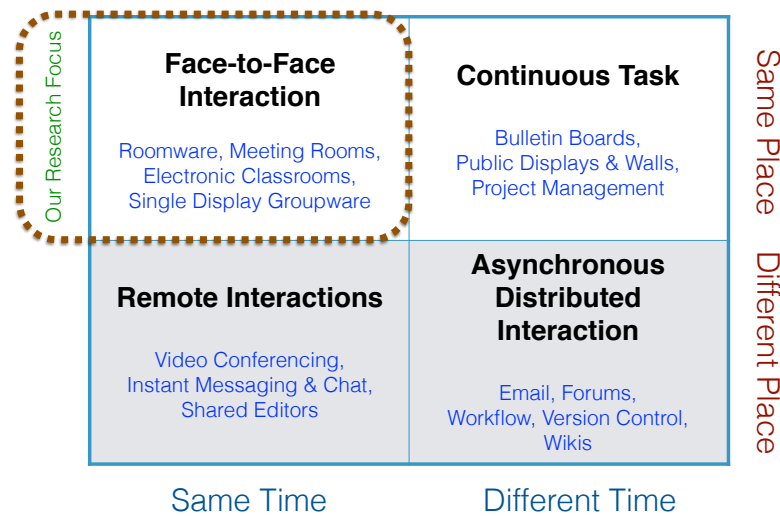 Our Research Focus
Face-to-Face
Interaction
Roomware, Meeting Rooms,
Electronic Classrooms,
Single Display Groupware
Continuous Task
Bulletin Boards,
Public Displays & Walls,
Project Management
Same Place
Remote Interactions
Video Conferencing,
Instant Messaging & Chat,
Shared Editors
Asynchronous
Distributed
Interaction
Email, Forums,
Workflow, Version Control,
Wikis
Different Place
Same Time
Different Time